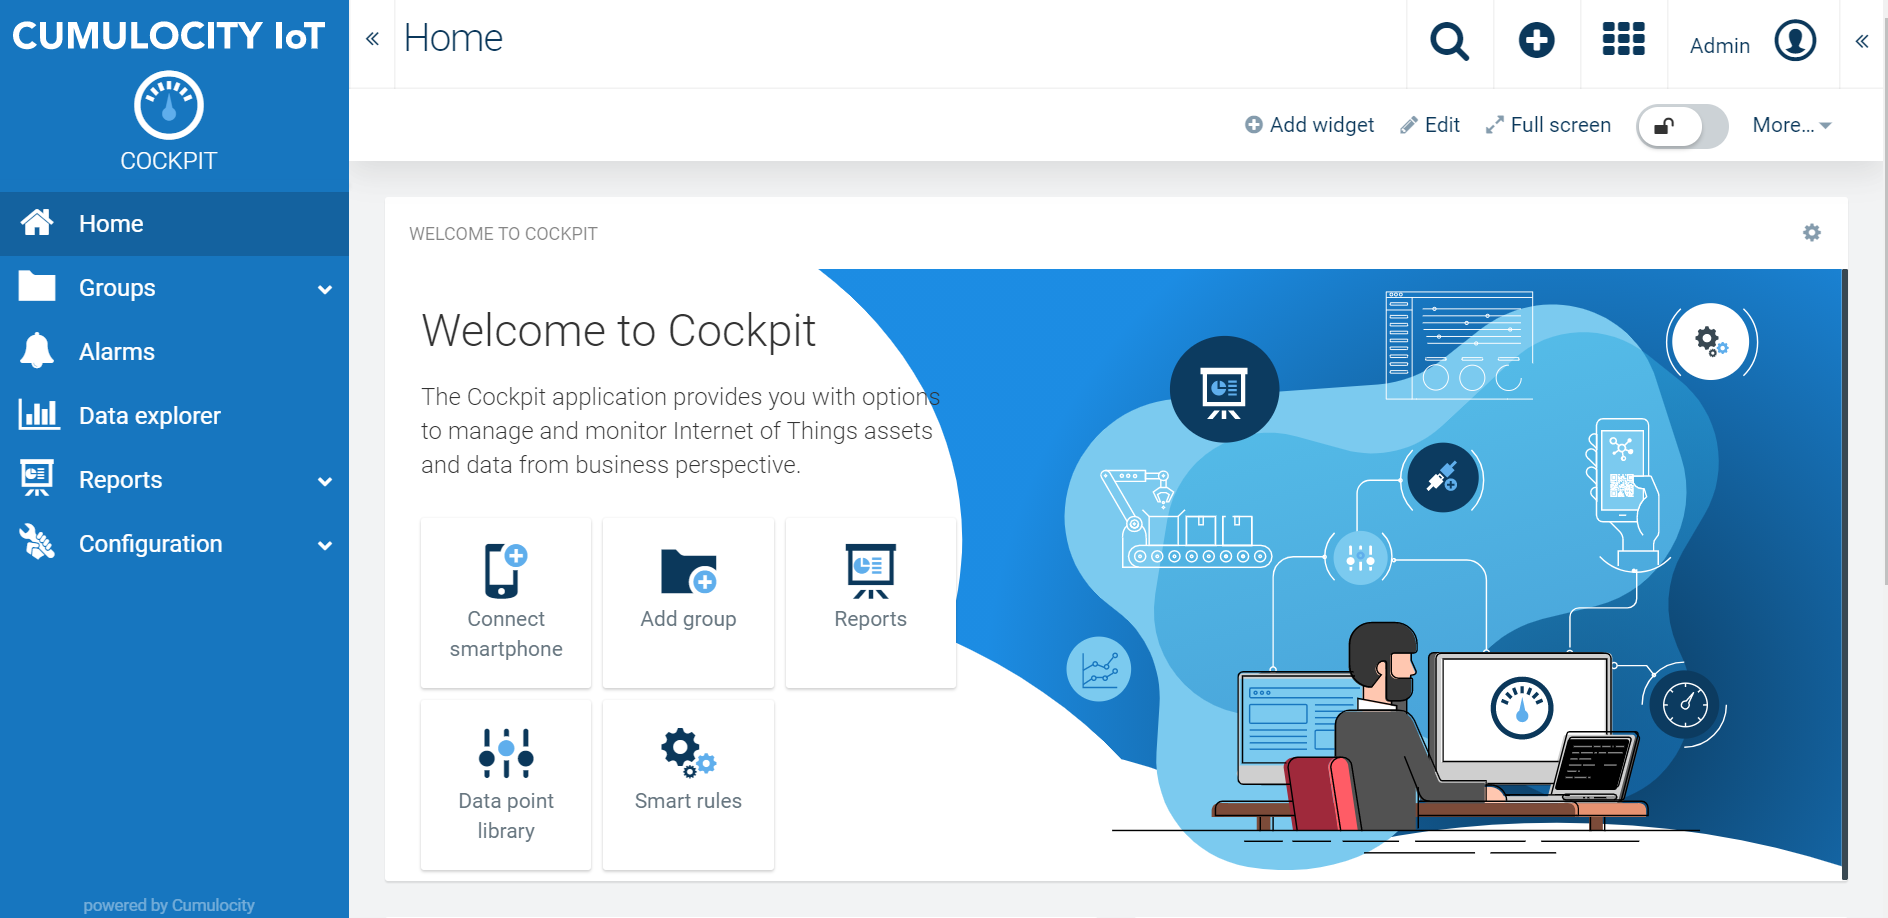 CUMULOCITY IoT
COCKPIT
Home
Groups
Alarms
Data explorer
Reports
Configuration
powered by Cumulocity
Home
Admin
Add widget
Edit
Full screen
More...
WELCOME TO COCKPIT
Welcome to Cockpit
The Cockpit application provides you with options
to manage and monitor Internet of Things assets
and data from business perspective.
Connect
smartphone
Add group
Reports
Data point
library
Smart rules